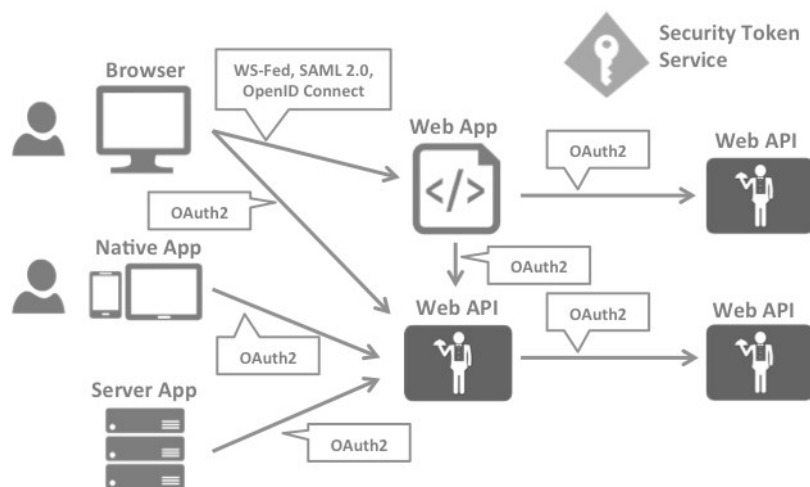 Security Token
Service
Browser
WS-Fed, SAML 2.0,
OpenID Connect
Web App
Web API
OAuth2
OAuth2
Native App
OAuth2
Web API
OAuth2
Web API
OAuth2
Server App
OAuth2